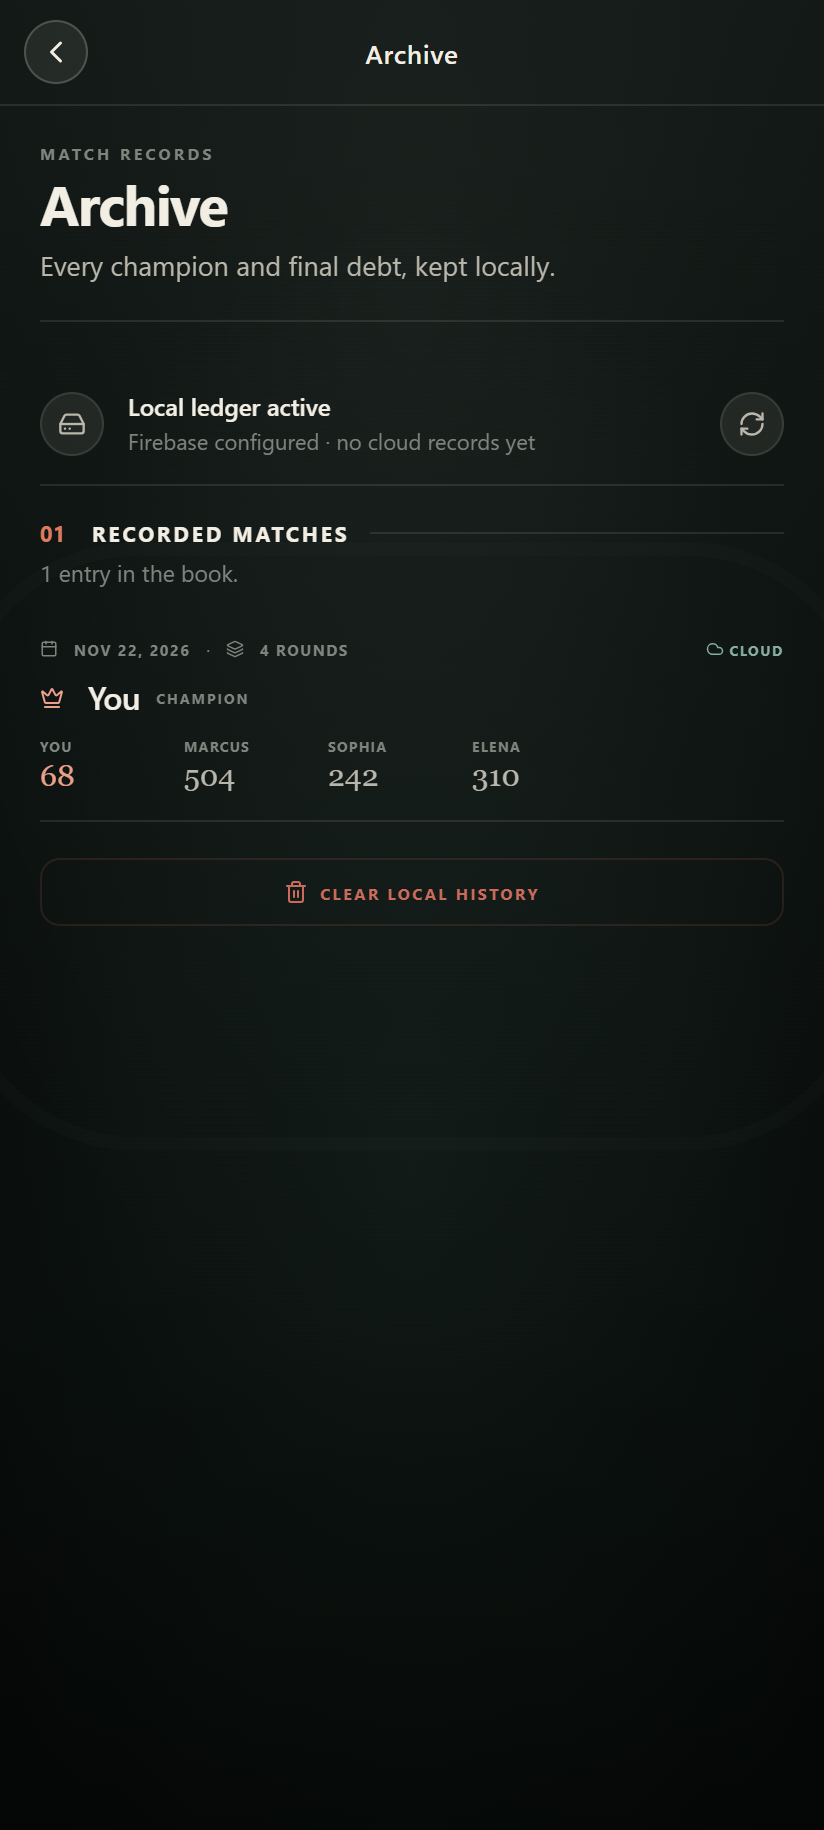 Archive
MATCH RECORDS
Archive
Every champion and final debt, kept locally.
Local ledger active
Firebase configured · no cloud records yet
01 RECORDED MATCHES
1 entry in the book.
NOV 22, 2026 · 4 ROUNDS CLOUD
You CHAMPION
YOU MARCUS SOPHIA ELENA
68 504 242 310
CLEAR LOCAL HISTORY